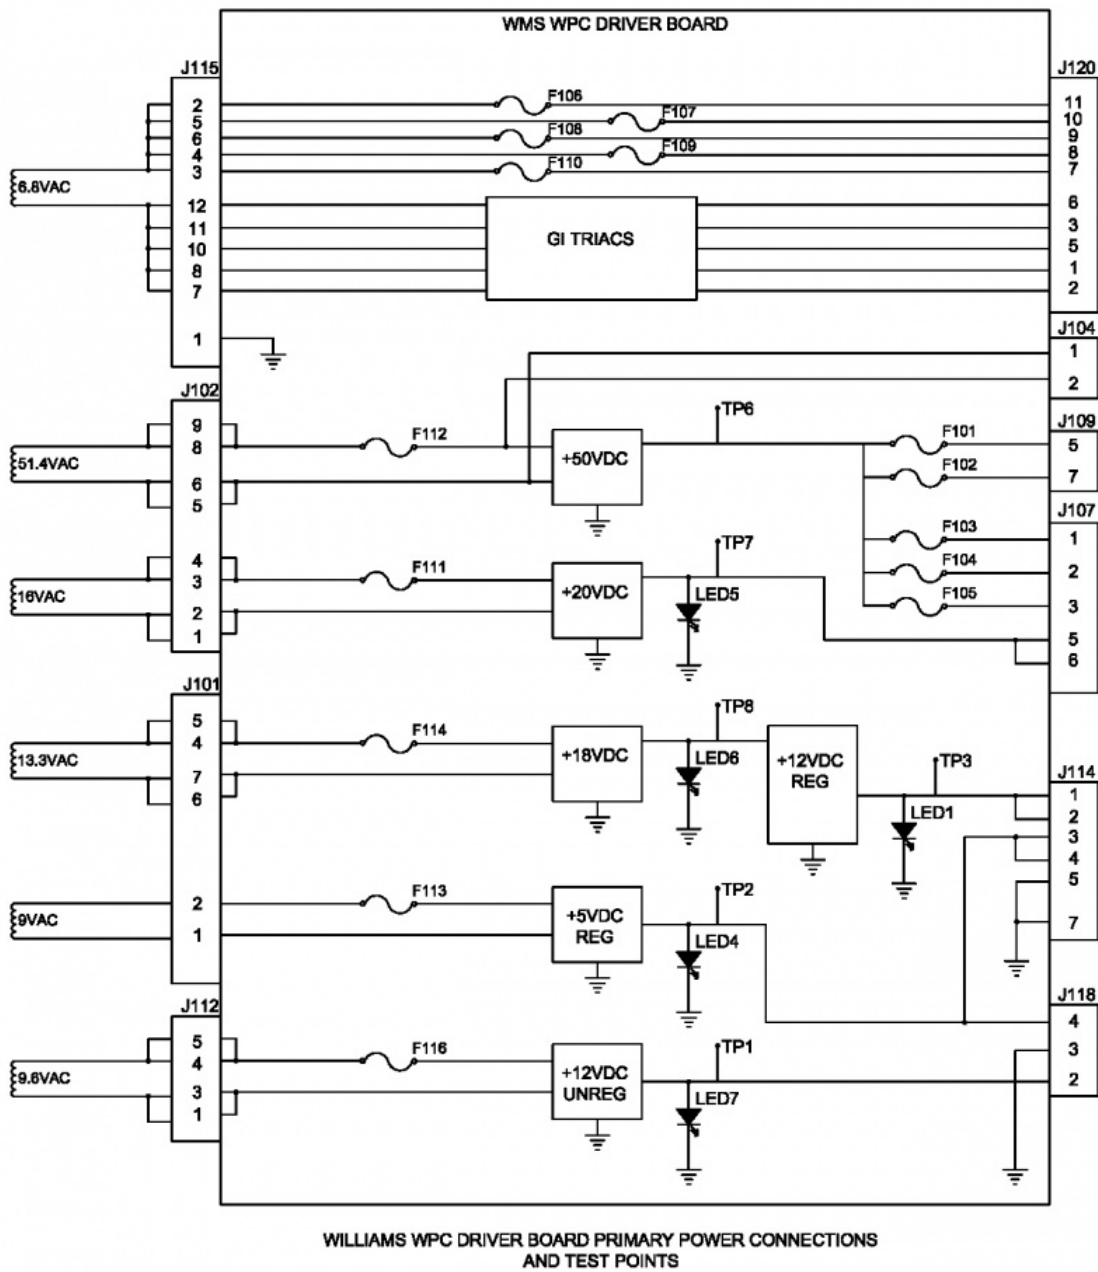 WMS WPC DRIVER BOARD
J115
J120
2
F106
11
5
F107
10
6
F108
9
4
F109
8
3
F110
7
6.8VAC
12
6
11
GI TRIACS
3
10
5
8
1
7
2
1
J104
1
2
J102
9
TP6
J109
8
F112
F101
5
51.4VAC
+50VDC
6
F102
7
5
J107
F103
1
4
TP7
F104
3
F111
2
16VAC
+20VDC
LED5
F105
2
3
1
5
6
J101
5
TP8
4
F114
13.3VAC
+18VDC
LED6
+12VDC
REG
TP3
J114
7
1
6
LED1
2
3
4
5
F113
TP2
2
9VAC
+5VDC
REG
7
1
LED4
J112
J118
5
4
4
F116
TP1
3
9.6VAC
+12VDC
UNREG
2
3
LED7
1
WILLIAMS WPC DRIVER BOARD PRIMARY POWER CONNECTIONS
AND TEST POINTS